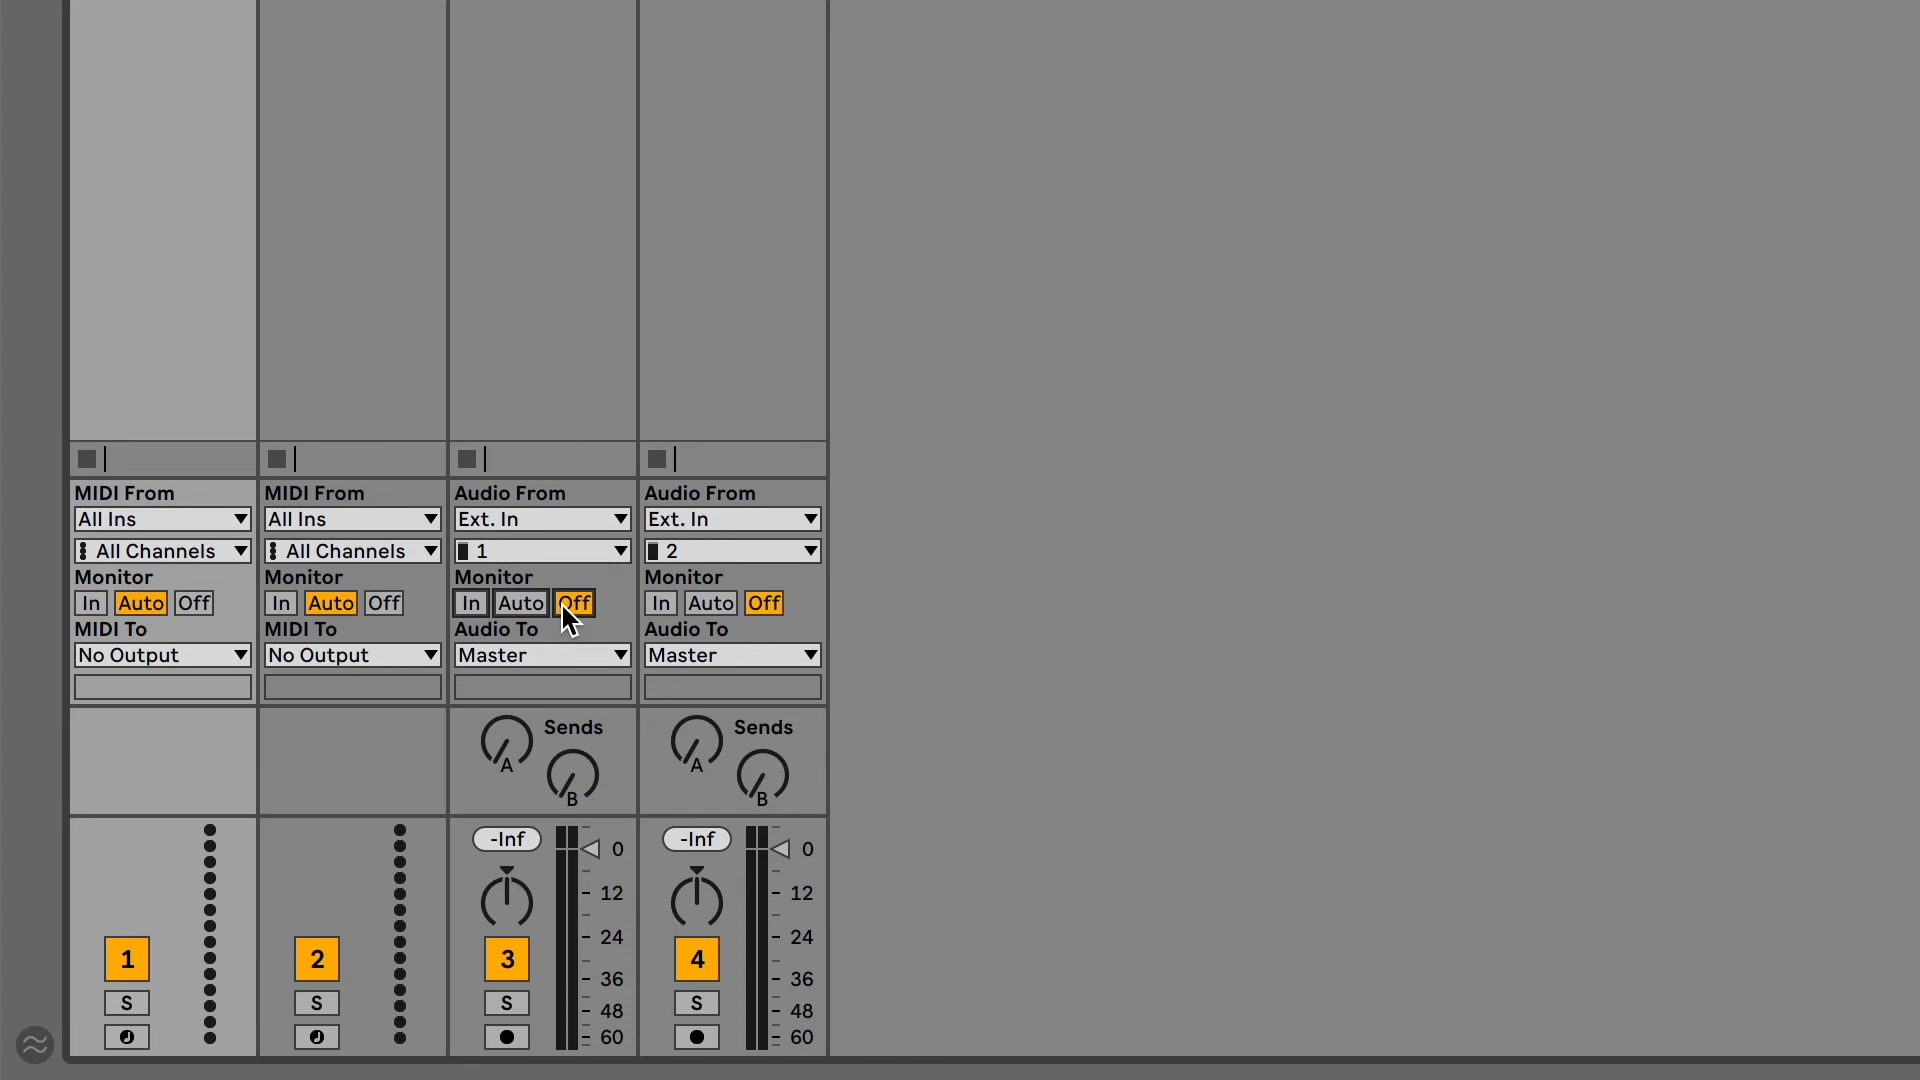 MIDI From MIDI From Audio From Audio From
All Ins All Ins Ext. In Ext. In
All Channels All Channels 1 2
Monitor Monitor Monitor Monitor
In Auto Off In Auto Off In Auto Off In Auto Off
MIDI To MIDI To Audio To Audio To
No Output No Output Master Master
Sends Sends
A A
B B
-Inf 0 -Inf 0
12 12
24 24
1 2 3 4
36 36
S S S S
48 48
60 60